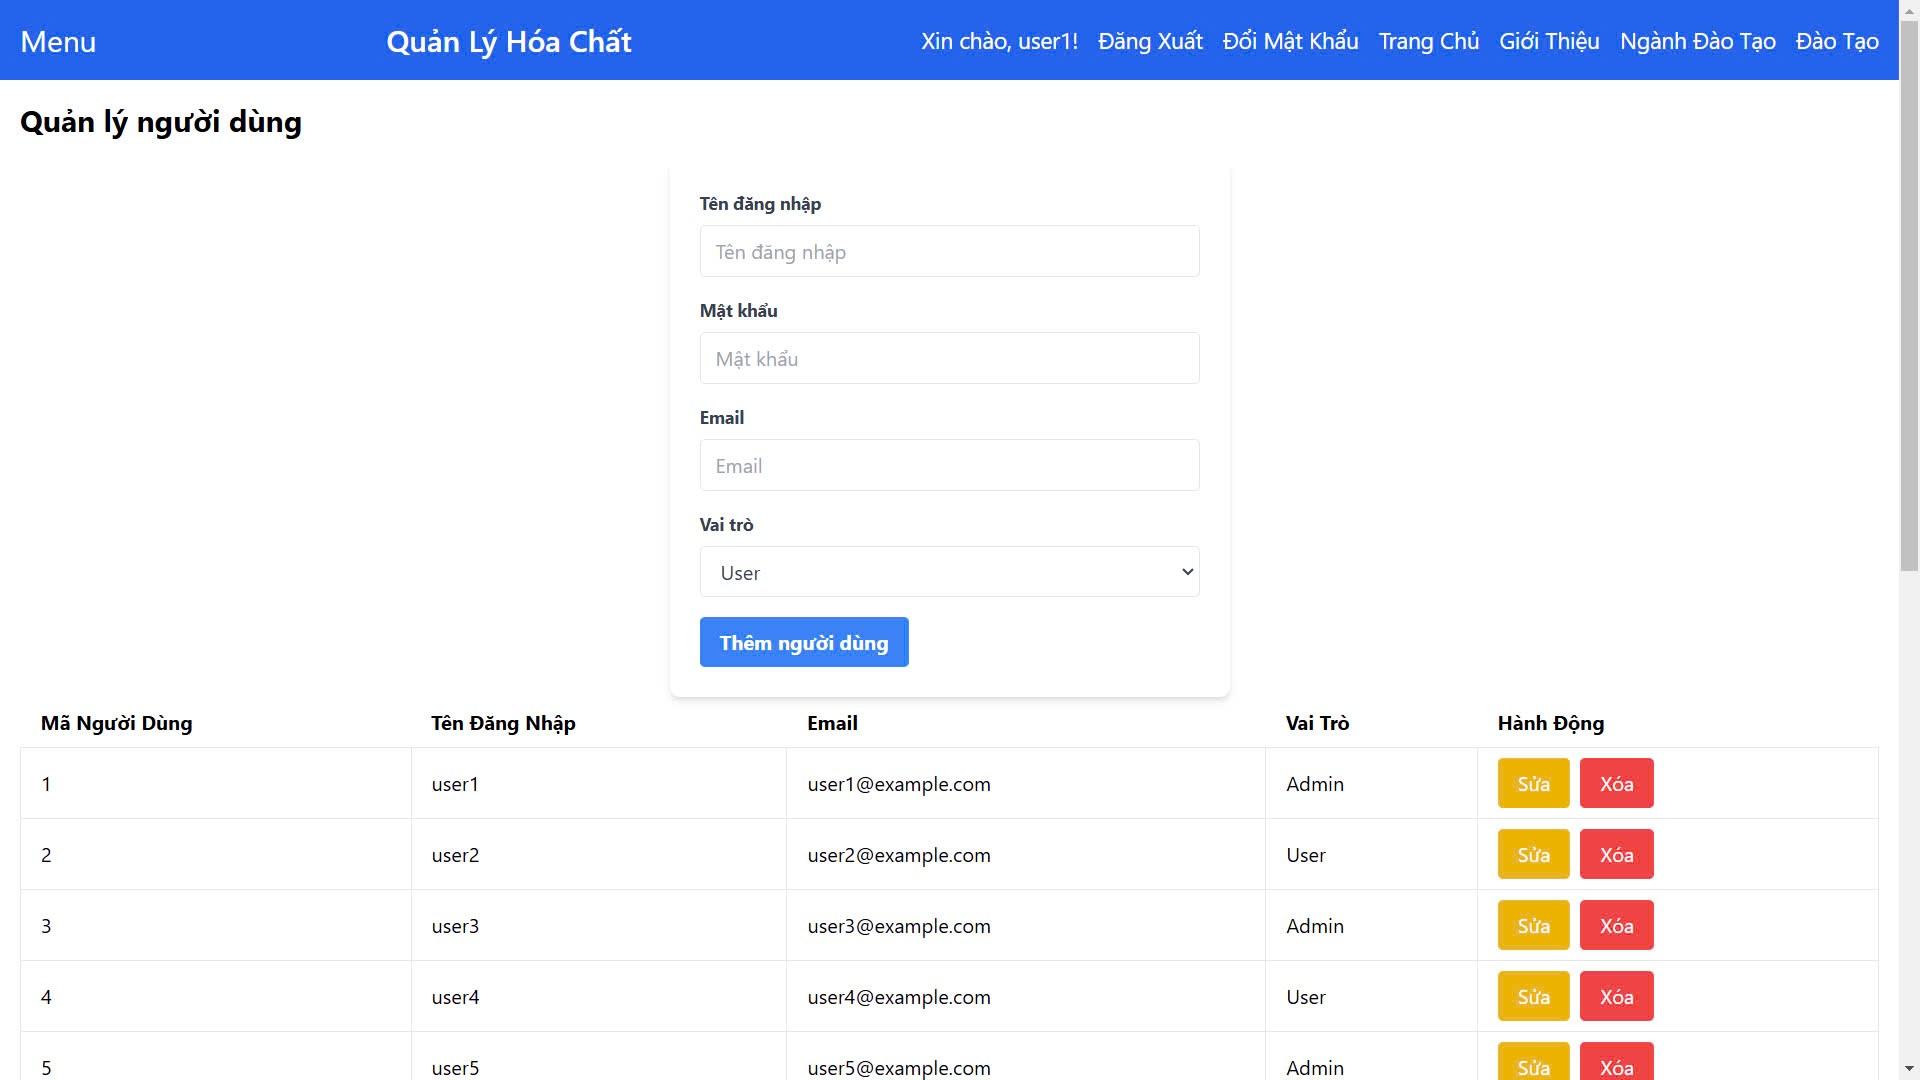 Menu Quản Lý Hóa Chất Xin chào, user1! Đăng Xuất Đổi Mật Khẩu Trang Chủ Giới Thiệu Ngành Đào Tạo Đào Tạo
Quản lý người dùng
Tên đăng nhập
Tên đăng nhập
Mật khẩu
Mật khẩu
Email
Email
Vai trò
User
Thêm người dùng
Mã Người Dùng Tên Đăng Nhập Email Vai Trò Hành Động
1 user1 user1@example.com Admin Sửa Xóa
2 user2 user2@example.com User Sửa Xóa
3 user3 user3@example.com Admin Sửa Xóa
4 user4 user4@example.com User Sửa Xóa
5 user5 user5@example.com Admin Sửa Xóa